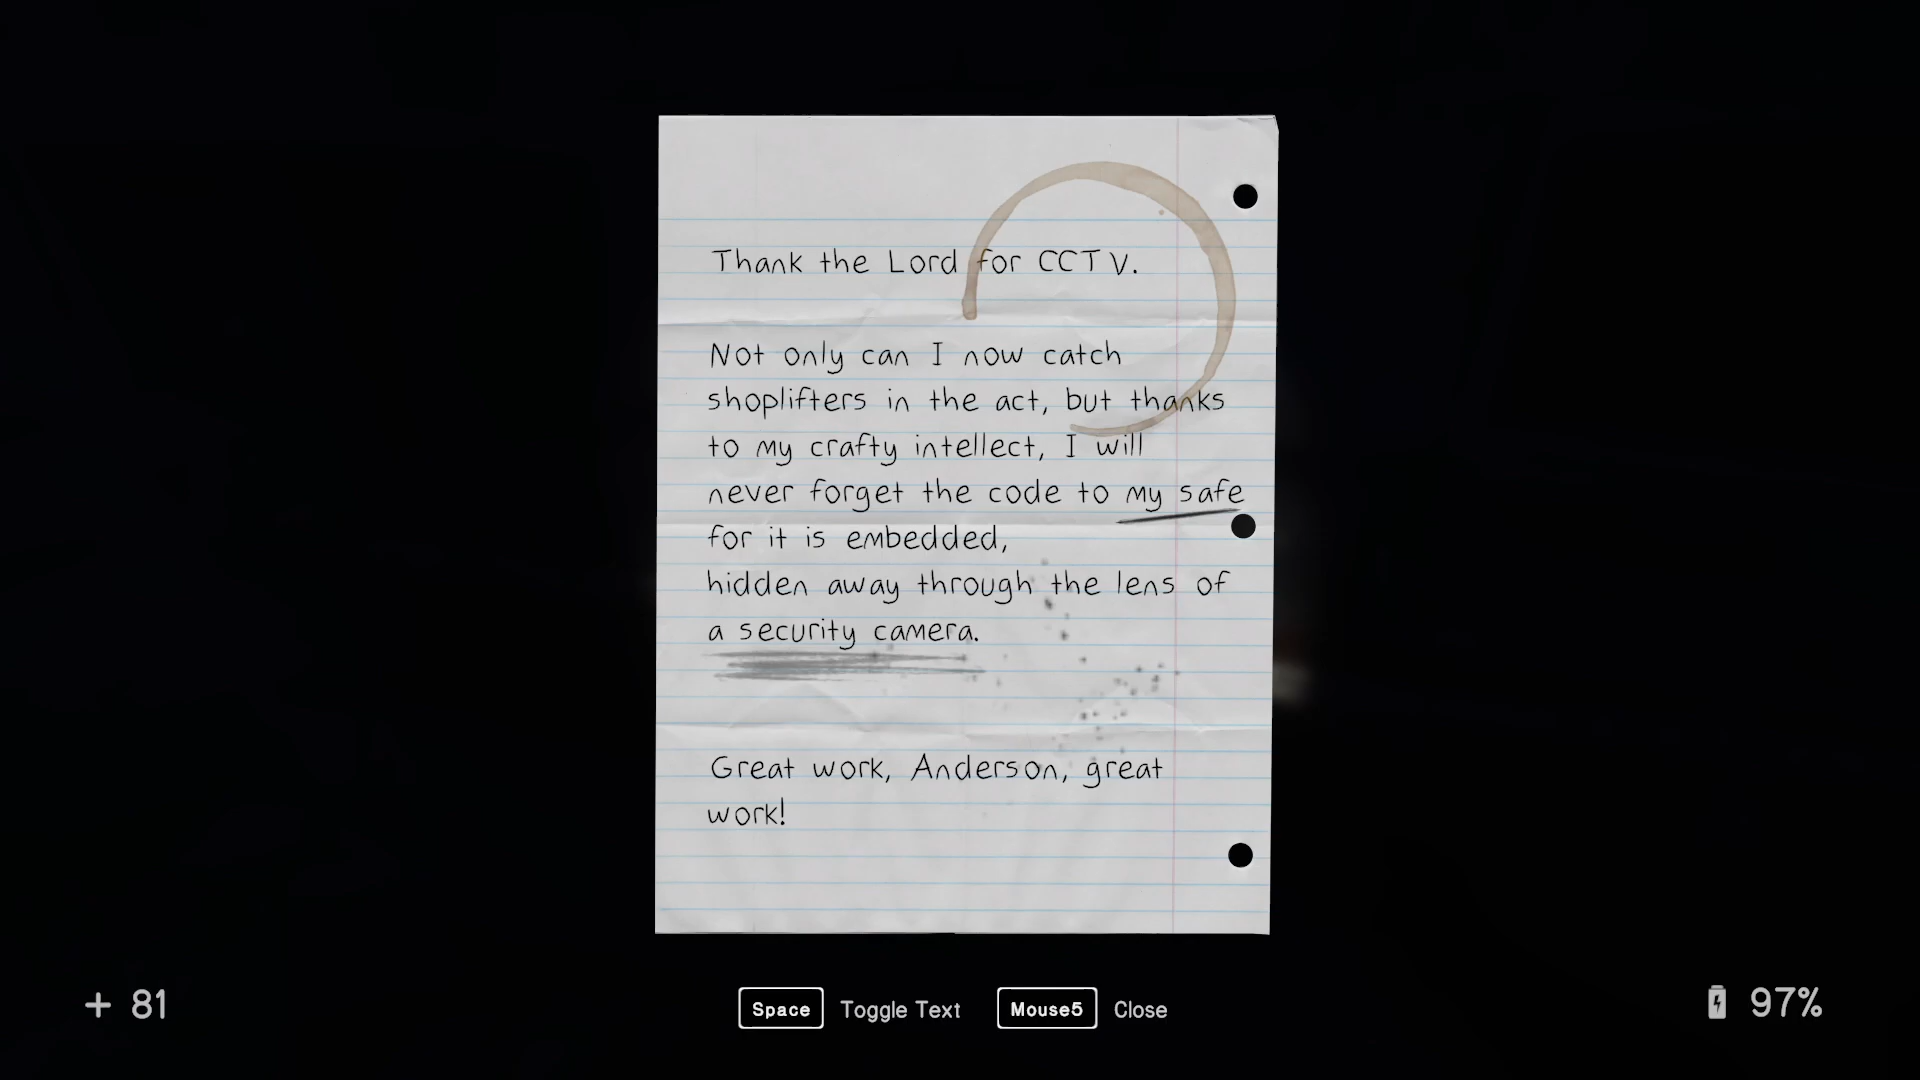 Thank the Lord for CCTV.
Not only can I now catch
shoplifters in the act, but thanks
to my crafty intellect, I will
never forget the code to my safe
for it is embedded,
hidden away through the lens of
a security camera.
Great work, Anderson, great
work!
+ 81
Space Toggle Text Mouse5 Close
97%